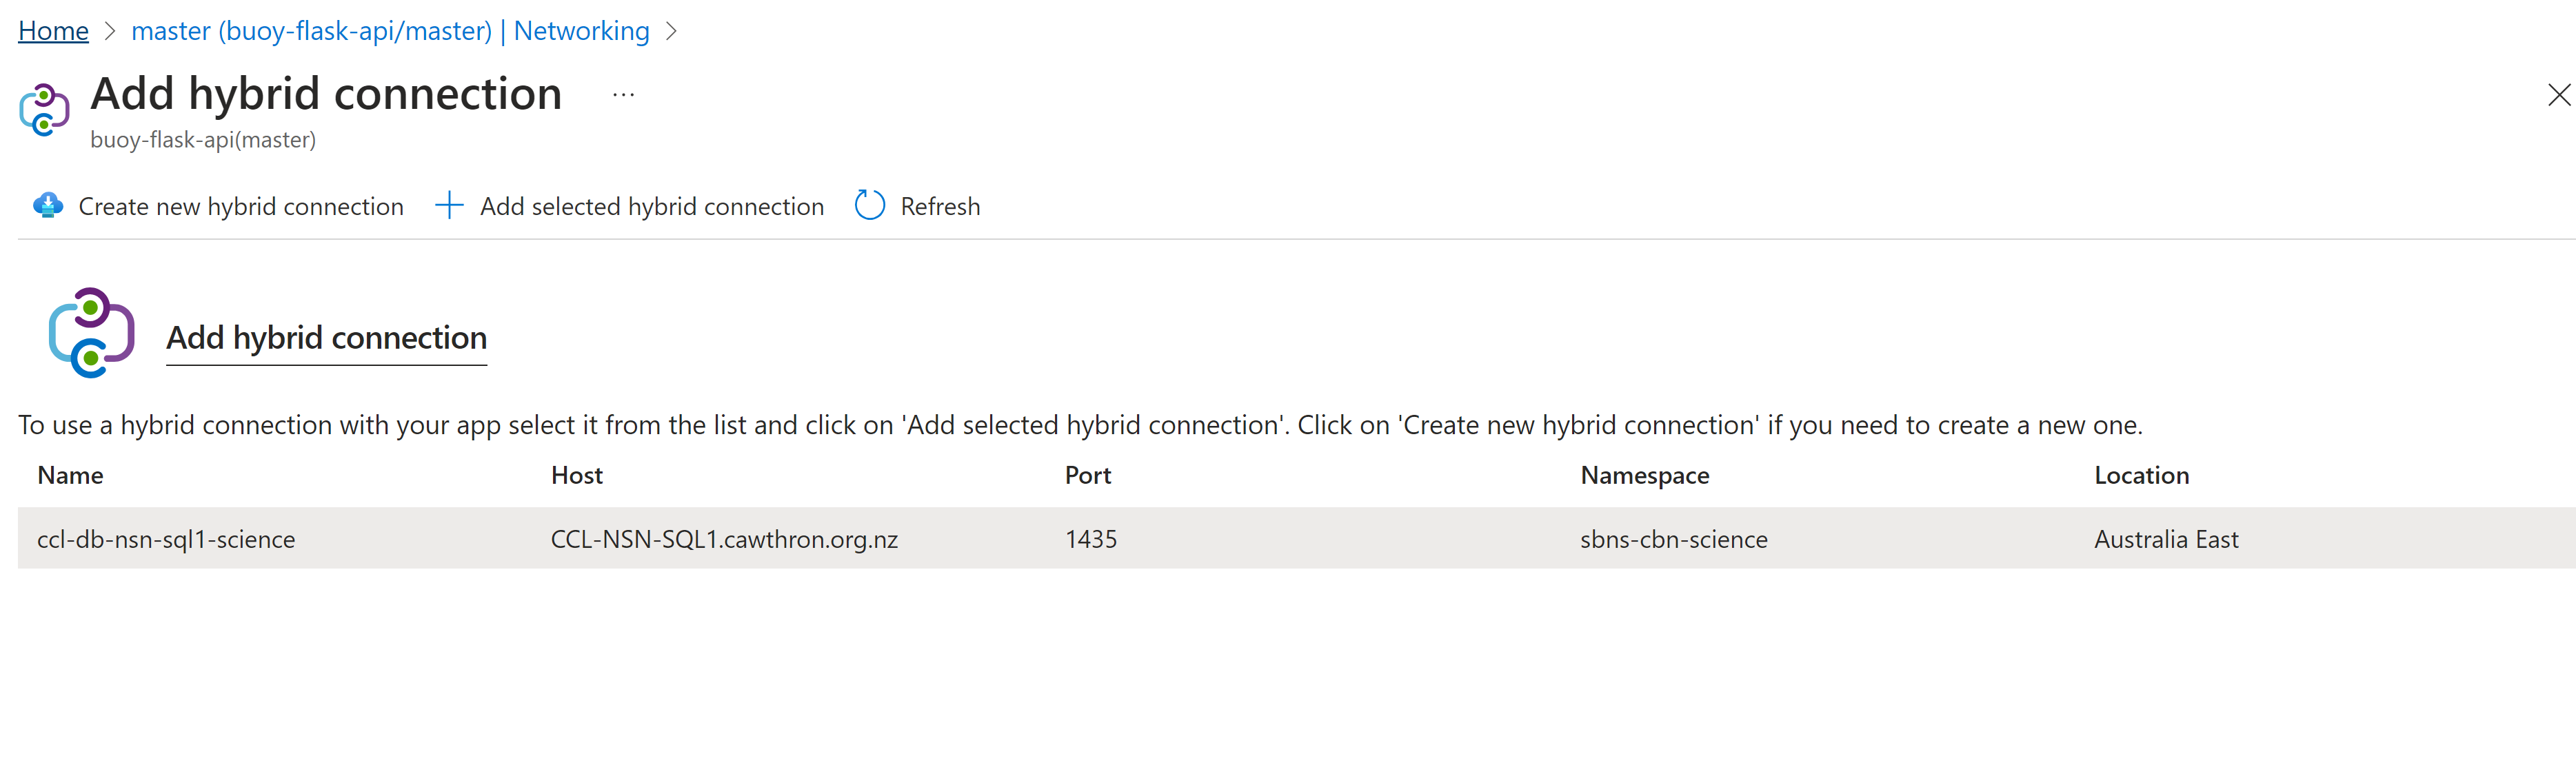 Home > master (buoy-flask-api/master) | Networking >
Add hybrid connection ...
buoy-flask-api(master)
Create new hybrid connection Add selected hybrid connection Refresh
Add hybrid connection
To use a hybrid connection with your app select it from the list and click on 'Add selected hybrid connection'. Click on 'Create new hybrid connection' if you need to create a new one.
Name Host Port Namespace Location
ccl-db-nsn-sql1-science CCL-NSN-SQL1.cawthron.org.nz 1435 sbns-cbn-science Australia East